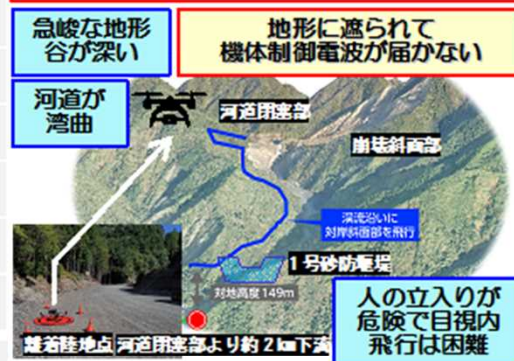 急峻な地形
谷が深い
地形に遮られて
機体制御電波が届かない
河道が
湾曲
河道閉塞部
崩壊斜面部
渓流沿いに
対岸斜面部を飛行
1号砂防堰堤
対地高度149m
離着陸地点 河道閉塞部より約2km下流
人の立入りが
危険で目視内
飛行は困難